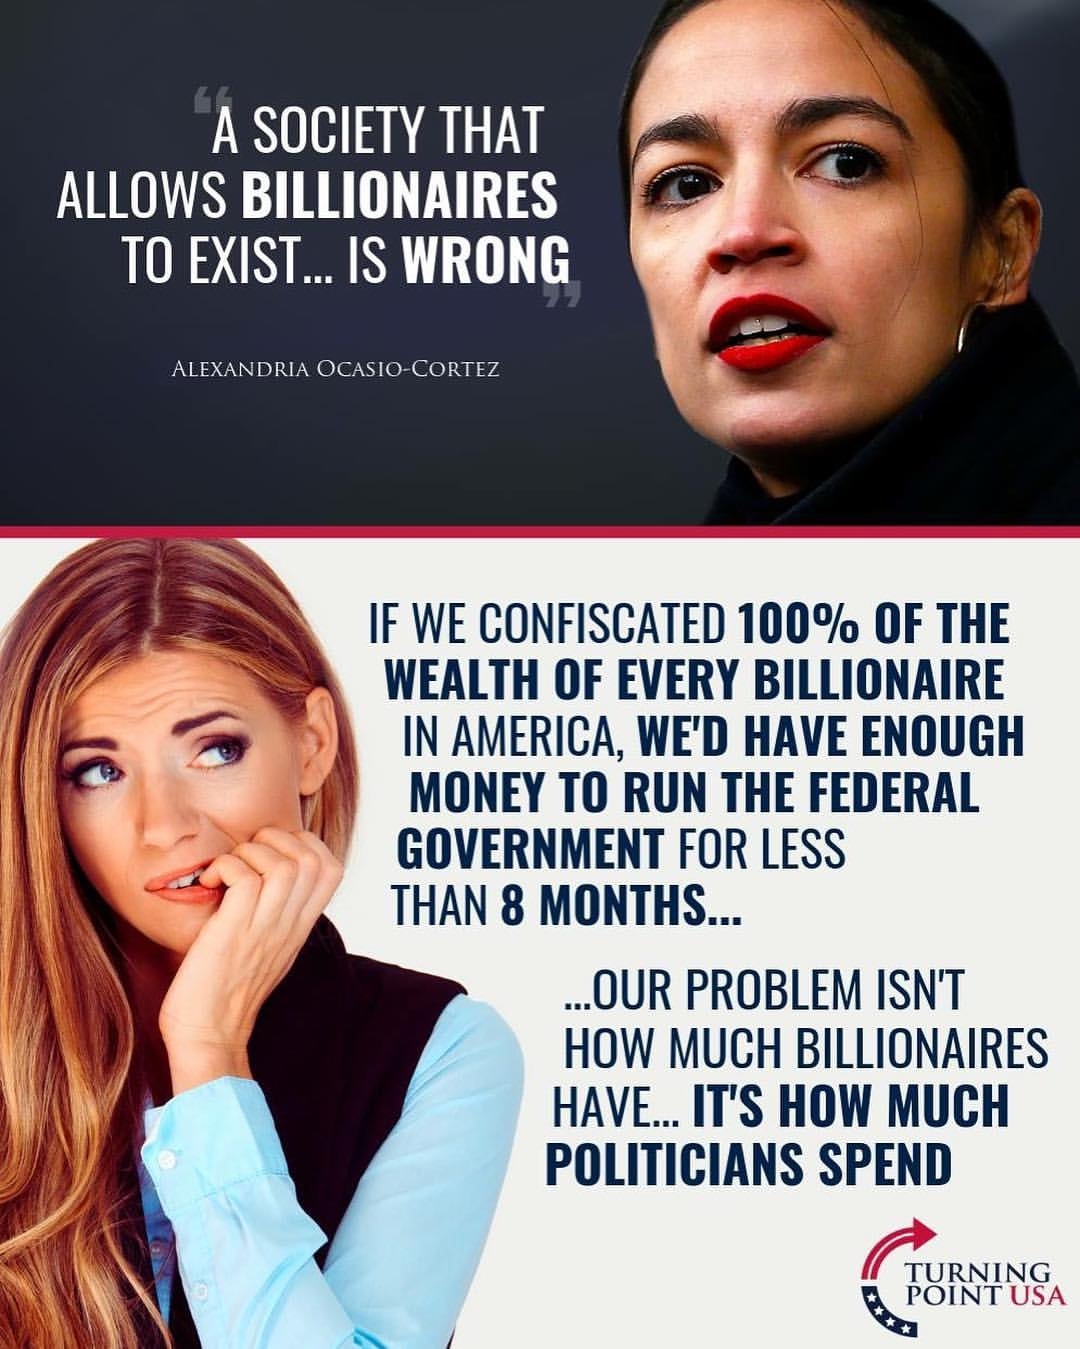 “A SOCIETY THAT
ALLOWS BILLIONAIRES
TO EXIST... IS WRONG”
ALEXANDRIA OCASIO-CORTEZ
IF WE CONFISCATED 100% OF THE
WEALTH OF EVERY BILLIONAIRE
IN AMERICA, WE'D HAVE ENOUGH
MONEY TO RUN THE FEDERAL
GOVERNMENT FOR LESS
THAN 8 MONTHS...
...OUR PROBLEM ISN'T
HOW MUCH BILLIONAIRES
HAVE... IT'S HOW MUCH
POLITICIANS SPEND
TURNING
POINT USA